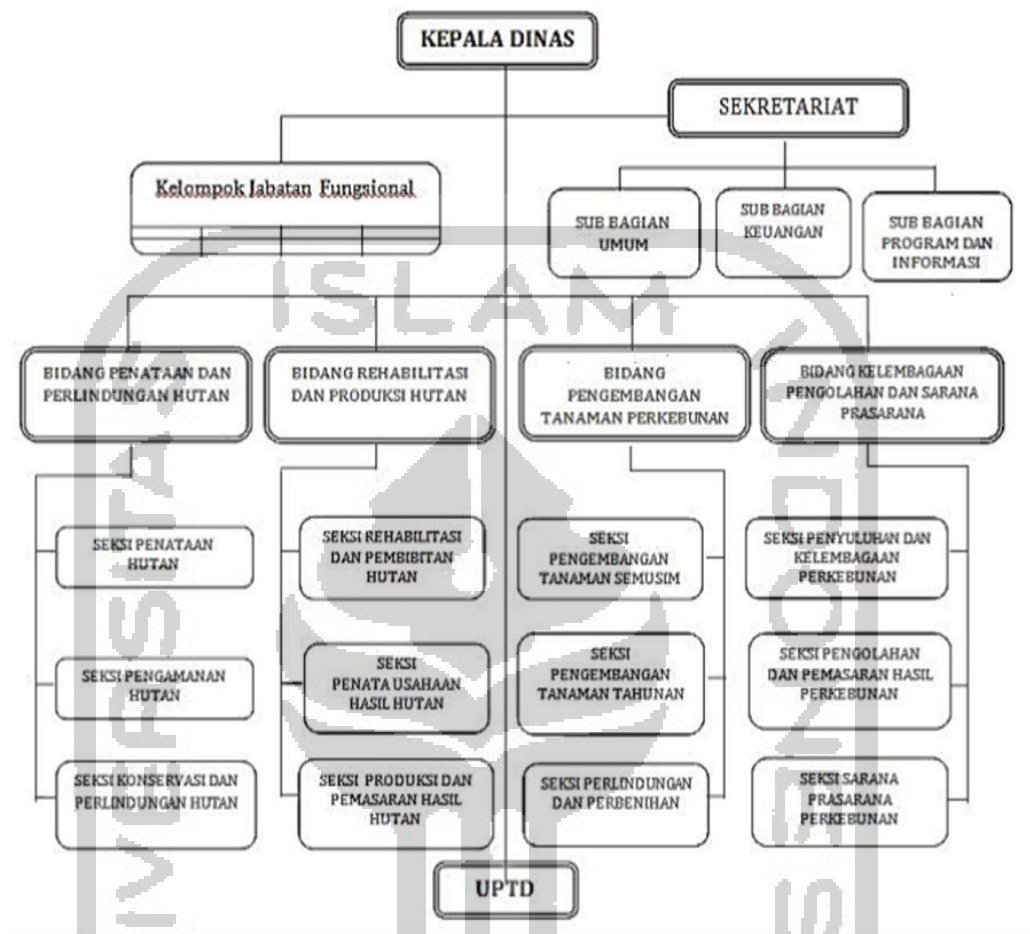 KEPALA DINAS
SEKRETARIAT
Kelompok Jabatan Fungsional
SUB BAGIAN
UMUM
SUB BAGIAN
KEUANGAN
SUB BAGIAN
PROGRAM DAN
INFORMASI
BIDANG PENATAAN DAN
PERLINDUNGAN HUTAN
BIDANG REHABILITASI
DAN PRODUKSI HUTAN
BIDANG
PENGEMBANGAN
TANAMAN PERKEBUNAN
BIDANG KELEMBAGAAN
PENGOLAHAN DAN SARANA
PRASARANA
SEKSI PENATAAN
HUTAN
SEKSI REHABILITASI
DAN PEMBIBITAN
HUTAN
SEKSI
PENGEMBANGAN
TANAMAN SEMUSIM
SEKSI PENYULUHAN DAN
KELEMBAGAAN
PERKEBUNAN
SEKSI PENGAMANAN
HUTAN
SEKSI
PENATA USAHAAN
HASIL HUTAN
SEKSI
PENGEMBANGAN
TANAMAN TAHUNAN
SEKSI PENGOLAHAN
DAN PEMASARAN HASIL
PERKEBUNAN
SEKSI KONSERVASI DAN
PERLINDUNGAN HUTAN
SEKSI PRODUKSI DAN
PEMASARAN HASIL
HUTAN
SEKSI PERLINDUNGAN
DAN PERBENIHAN
SEKSI SARANA
PRASARANA
PERKEBUNAN
UPTD
ISLAM
IVERSITAS
INDONESI